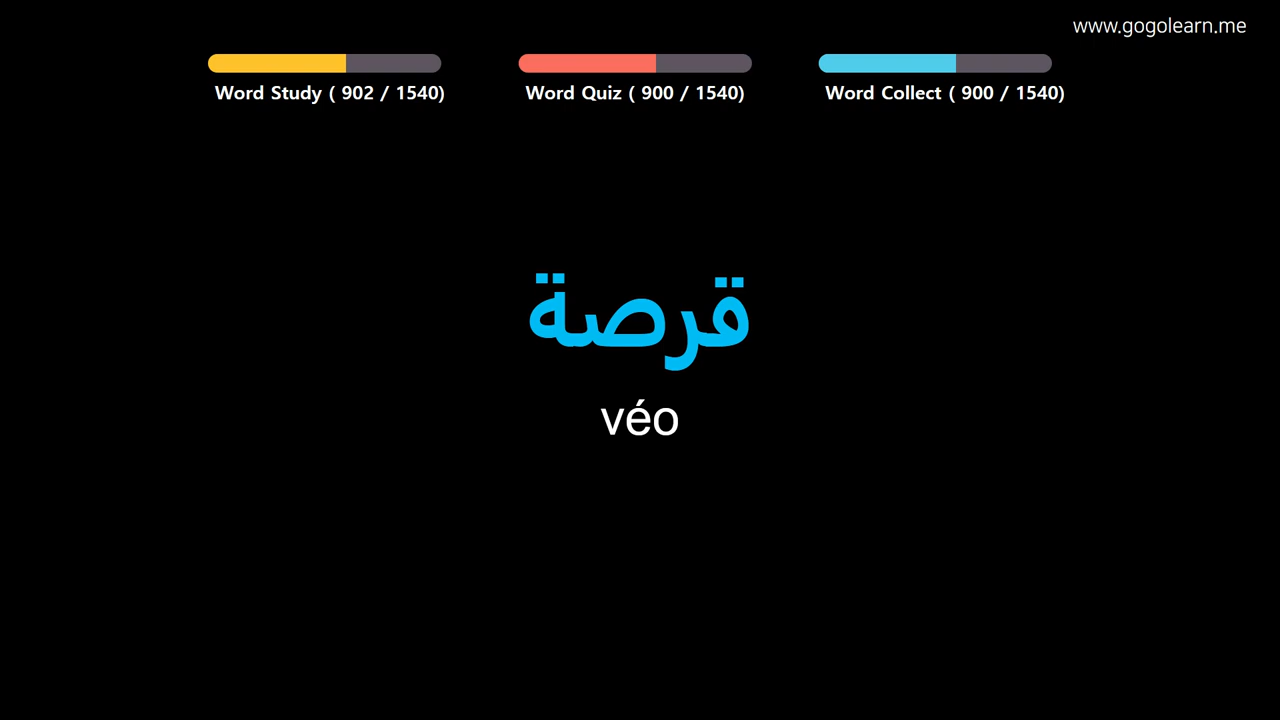 www.gogolearn.me
Word Study ( 902 / 1540)
Word Quiz ( 900 / 1540)
Word Collect ( 900 / 1540)
قرصة
véo